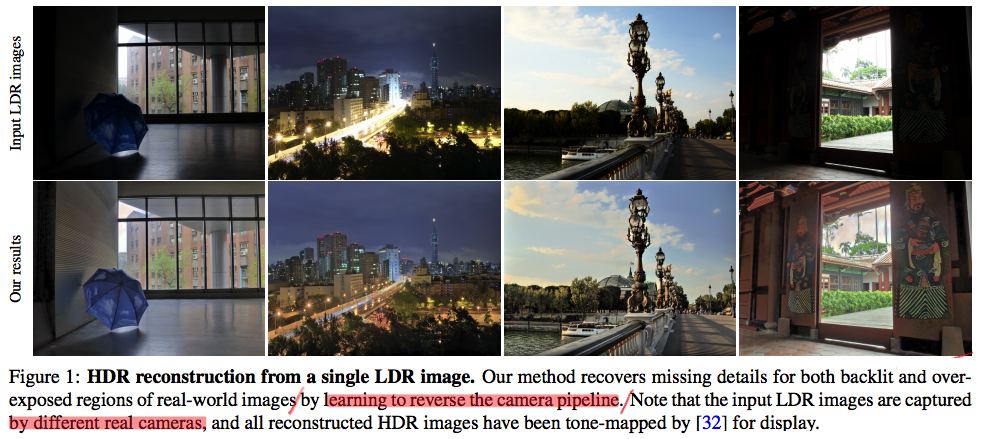 Input LDR images
Our results
Figure 1: HDR reconstruction from a single LDR image. Our method recovers missing details for both backlit and over-
exposed regions of real-world images by learning to reverse the camera pipeline. Note that the input LDR images are captured
by different real cameras, and all reconstructed HDR images have been tone-mapped by [32] for display.